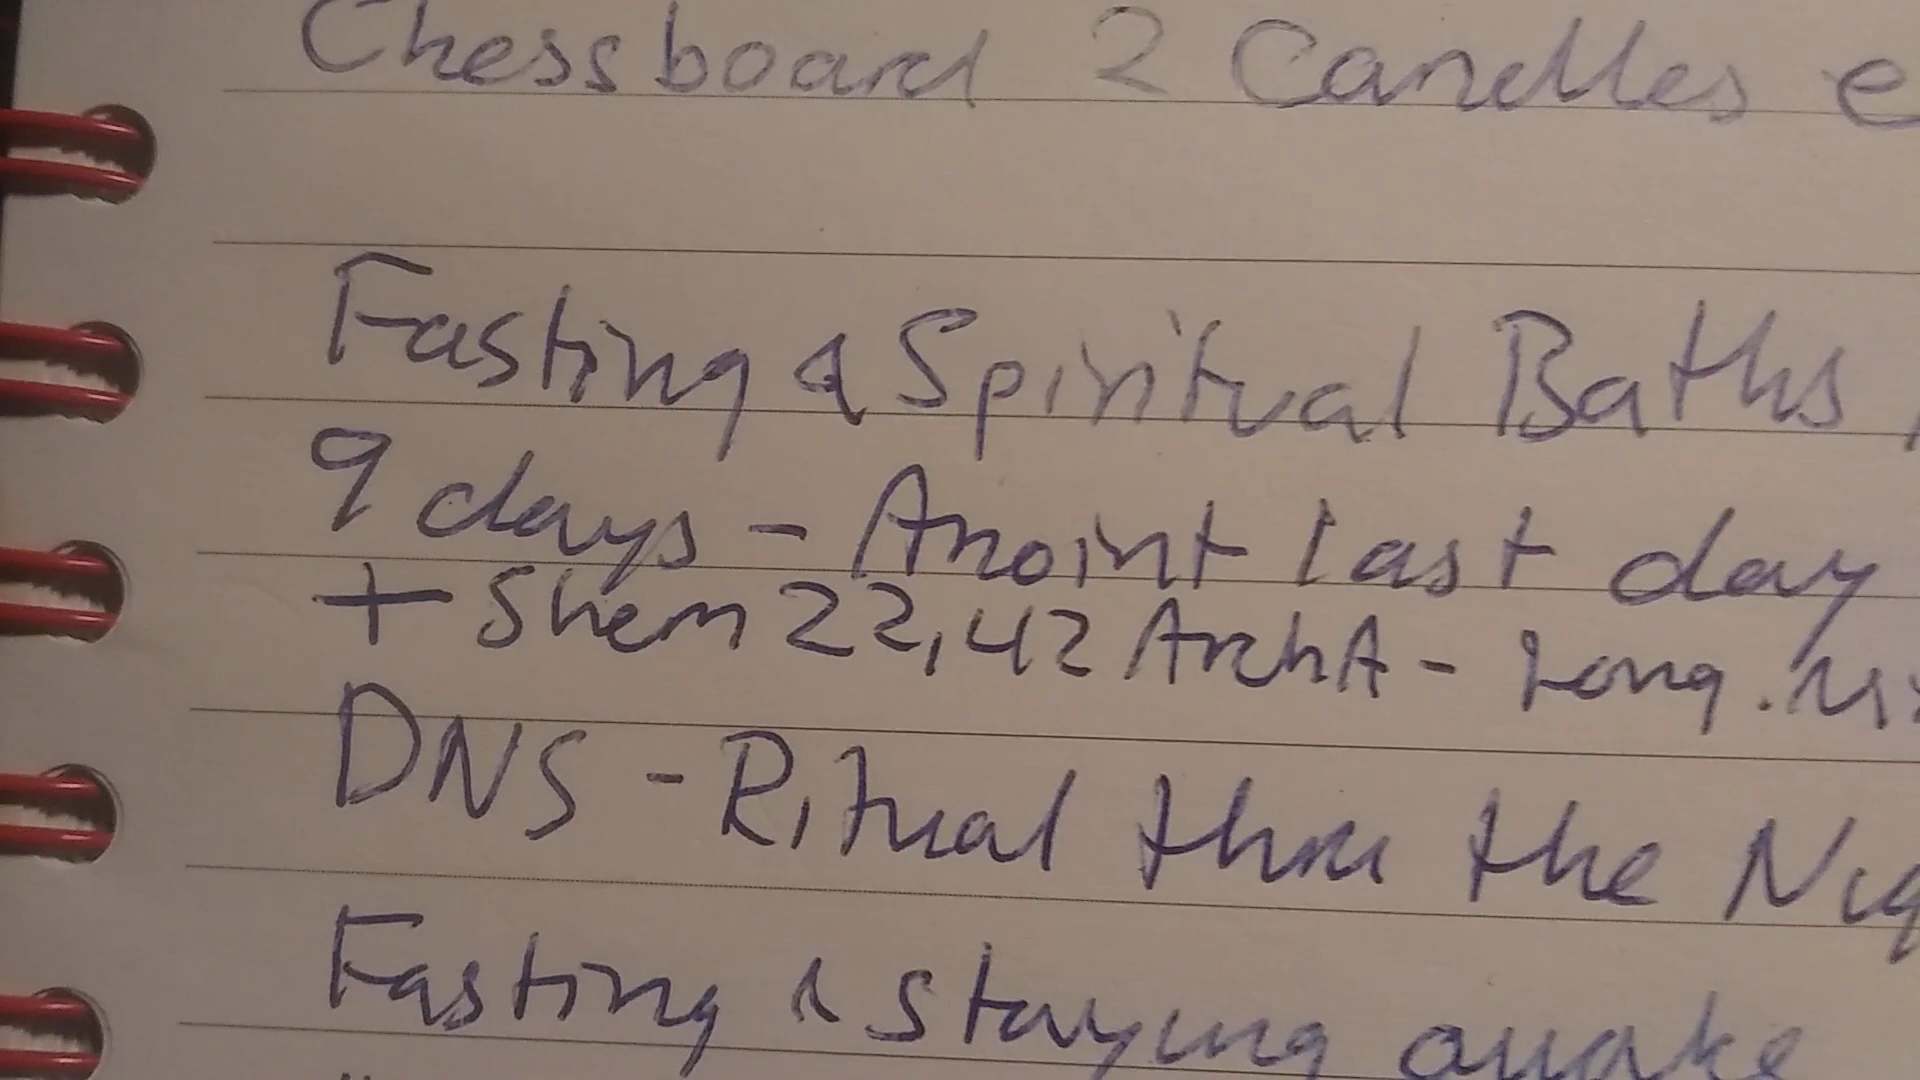 Chessboard 2 Candles
Fasting & Spiritual Baths
9 days - Anoint last day
+ Shem 22,42 ArchA - Long.
DNS - Ritual thru the
Fasting & staying awake